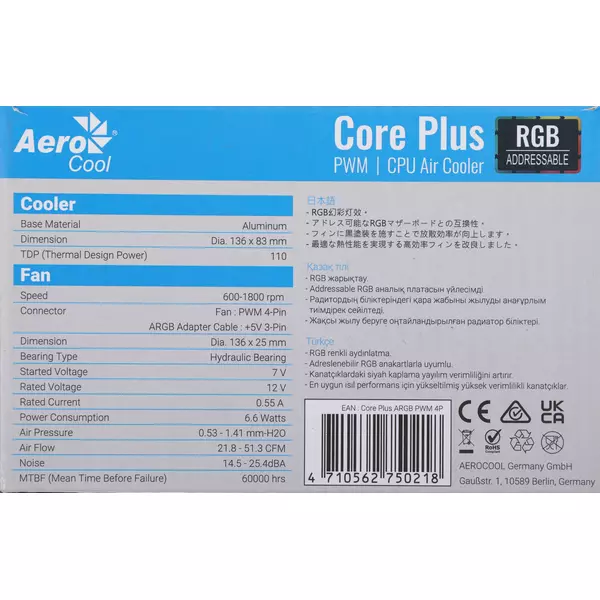 Aero
Cool
®
Core Plus
PWM | CPU Air Cooler
RGB
ADDRESSABLE
Cooler
Base Material Aluminum
Dimension Dia. 136 x 83 mm
TDP (Thermal Design Power) 110
Fan
Speed 600-1800 rpm
Connector Fan : PWM 4-Pin
ARGB Adapter Cable : +5V 3-Pin
Dimension Dia. 136 x 25 mm
Bearing Type Hydraulic Bearing
Started Voltage 7 V
Rated Voltage 12 V
Rated Current 0.55 A
Power Consumption 6.6 Watts
Air Pressure 0.53 - 1.41 mm-H2O
Air Flow 21.8 - 51.3 CFM
Noise 14.5 - 25.4dBA
MTBF (Mean Time Before Failure) 60000 hrs
日本語
- RGB幻彩灯效。
- アドレス可能なRGBマザーボードとの互換性。
- フィンに黒塗装を施すことで放散効率が向上します。
- 最適な熱性能を実現する高効率フィンを改良しました。
Қазақ тілі
- RGB жарықтау.
- Addressable RGB аналық платасын үйлесімді
- Радитордың біліктеріндегі қара жабыны жылуды анағұрлым
тиімдірек сейілтеді.
- Жақсы жылу беруге оңтайландырылған радиатор біліктері.
Türkçe
- RGB renkli aydınlatma.
- Adreslenebilir RGB anakartlarla uyumlu.
- Kanatçıklardaki siyah kaplama yayılım verimliliğini artırır.
- En uygun ısıl performans için yükseltilmiş yüksek verimlilikli kanatçıklar.
EAN : Core Plus ARGB PWM 4P
4 710562 750218
CE
UK
CA
RoHS
AEROCOOL Germany GmbH
Gaußstr. 1, 10589 Berlin, Germany